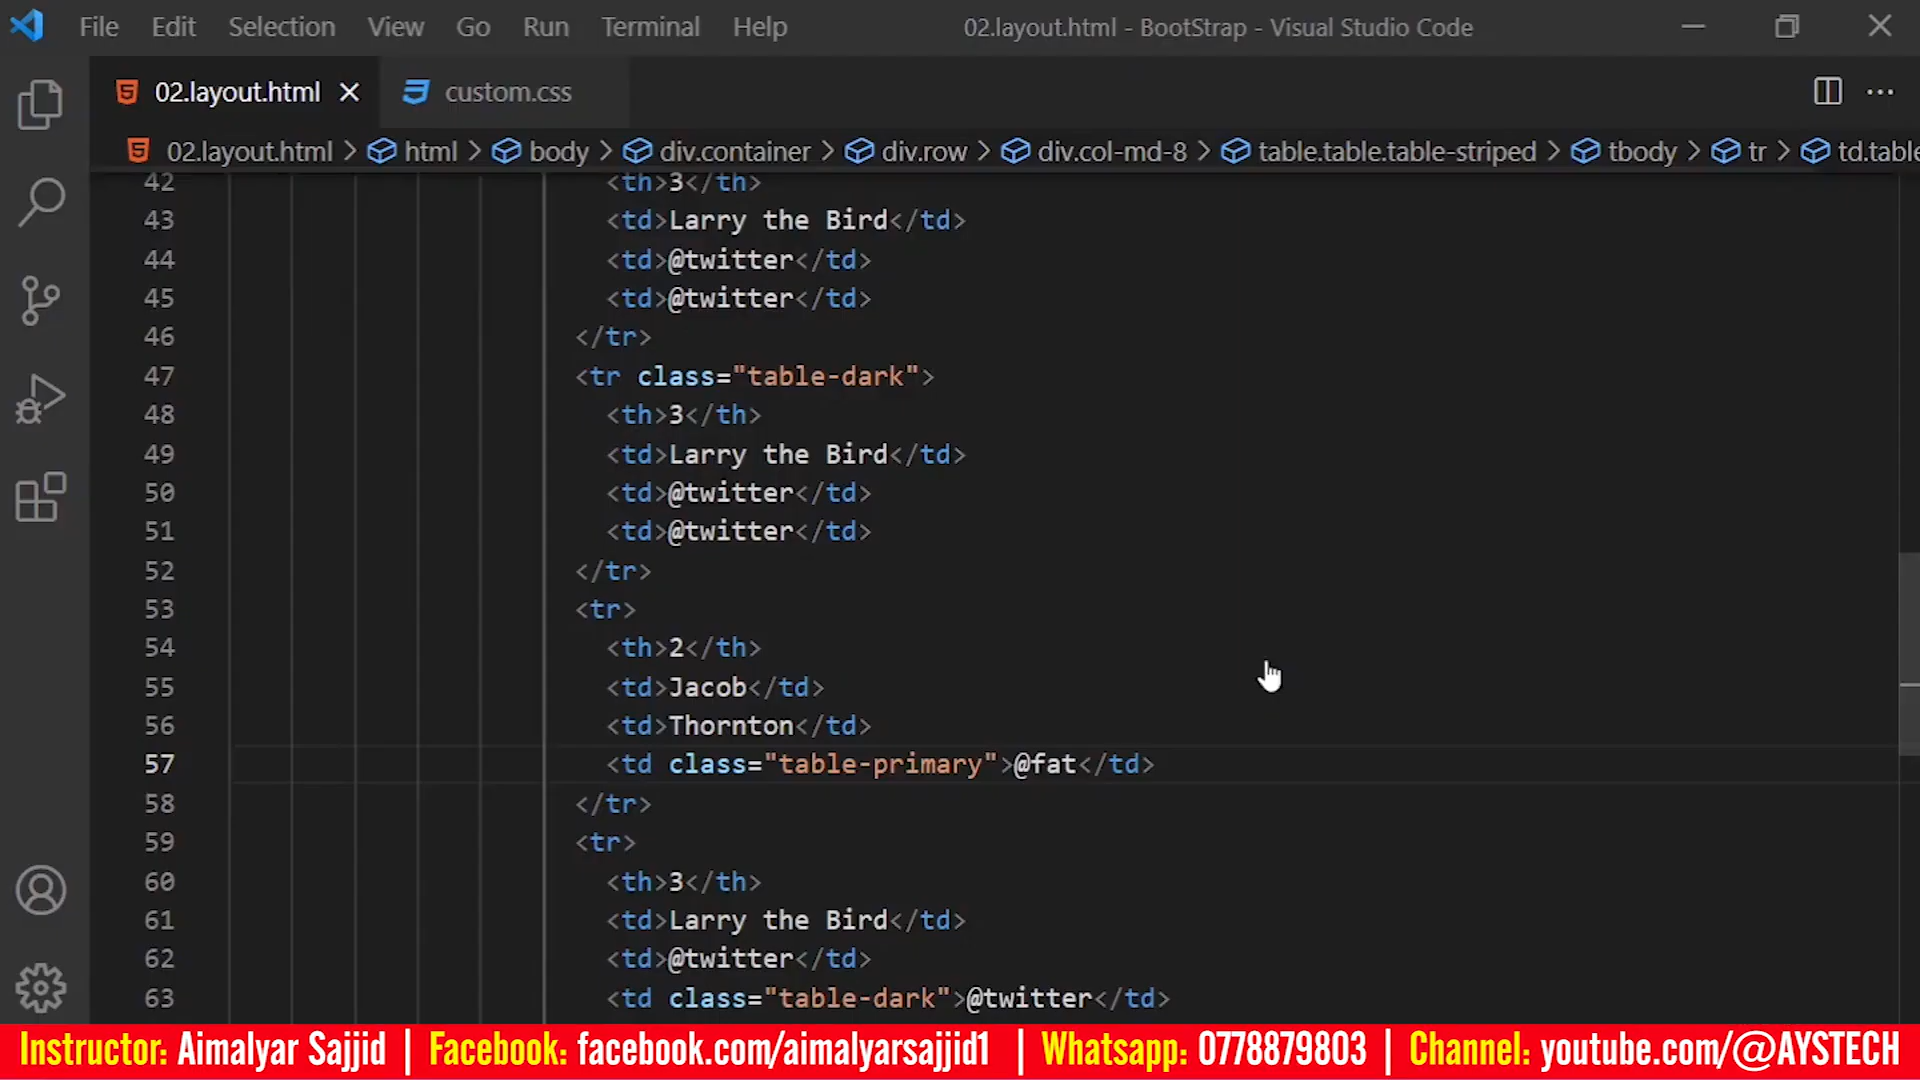 File Edit Selection View Go Run Terminal Help 02.layout.html - BootStrap - Visual Studio Code
02.layout.html custom.css
02.layout.html > html > body > div.container > div.row > div.col-md-8 > table.table.table-striped > tbody > tr > td.table
42 <th>3</th>
43 <td>Larry the Bird</td>
44 <td>@twitter</td>
45 <td>@twitter</td>
46 </tr>
47 <tr class="table-dark">
48 <th>3</th>
49 <td>Larry the Bird</td>
50 <td>@twitter</td>
51 <td>@twitter</td>
52 </tr>
53 <tr>
54 <th>2</th>
55 <td>Jacob</td>
56 <td>Thornton</td>
57 <td class="table-primary">@fat</td>
58 </tr>
59 <tr>
60 <th>3</th>
61 <td>Larry the Bird</td>
62 <td>@twitter</td>
63 <td class="table-dark">@twitter</td>
Instructor: Aimalyar Sajjid | Facebook: facebook.com/aimalyarsajjid1 | Whatsapp: 0778879803 | Channel: youtube.com/@AYSTECH